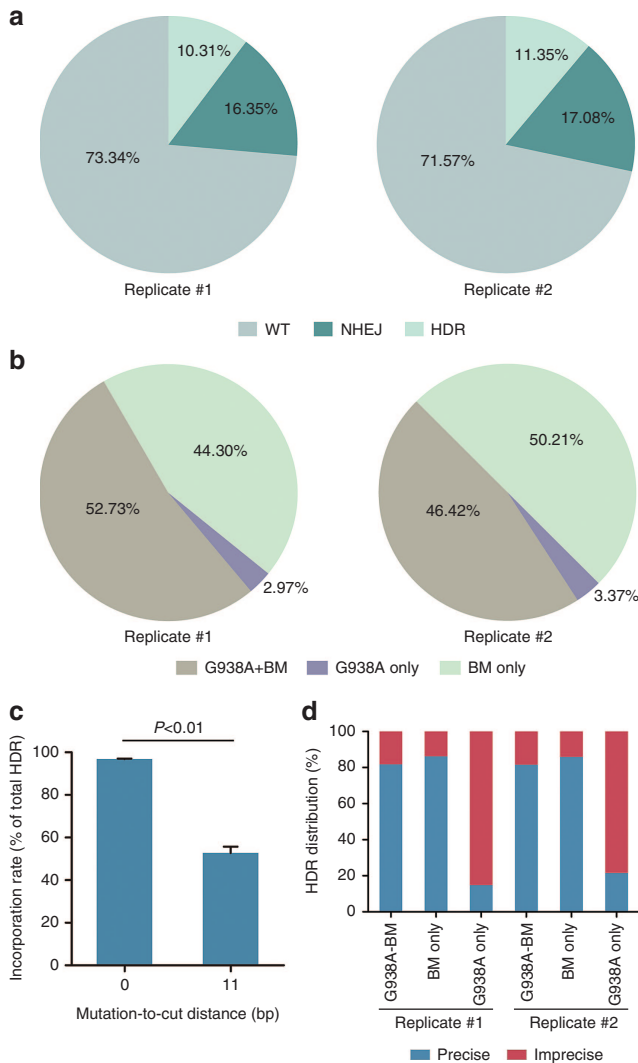 a
10.31%
16.35%
73.34%
Replicate #1
11.35%
17.08%
71.57%
Replicate #2
WT NHEJ HDR
b
44.30%
52.73%
2.97%
Replicate #1
50.21%
46.42%
3.37%
Replicate #2
G938A+BM G938A only BM only
c
P<0.01
Incorporation rate (% of total HDR)
100
80
60
40
20
0
0 11
Mutation-to-cut distance (bp)
d
HDR distribution (%)
100
80
60
40
20
0
G938A-BM
BM only
G938A only
G938A-BM
BM only
G938A only
Replicate #1 Replicate #2
Precise Imprecise